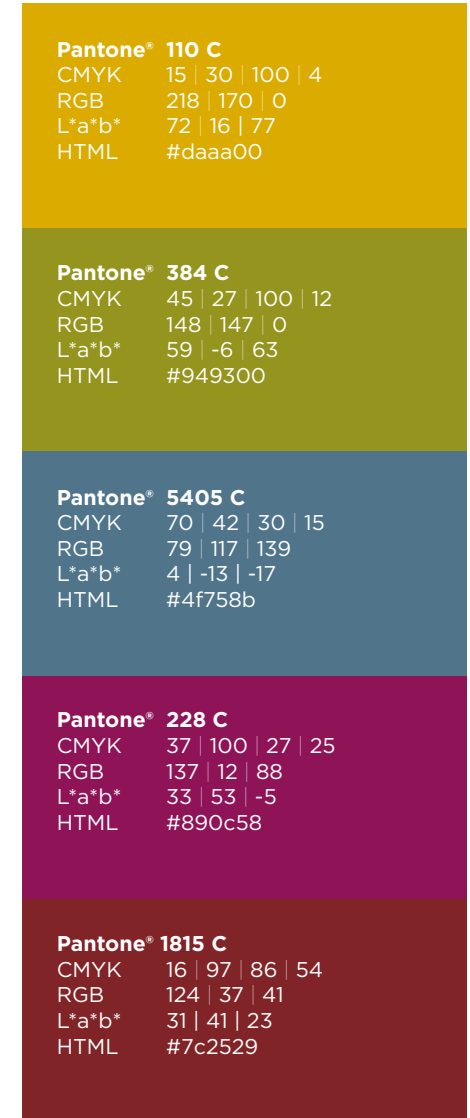 Pantone® 110 C
CMYK 15 | 30 | 100 | 4
RGB 218 | 170 | 0
L*a*b* 72 | 16 | 77
HTML #daaa00
Pantone® 384 C
CMYK 45 | 27 | 100 | 12
RGB 148 | 147 | 0
L*a*b* 59 | -6 | 63
HTML #949300
Pantone® 5405 C
CMYK 70 | 42 | 30 | 15
RGB 79 | 117 | 139
L*a*b* 4 | -13 | -17
HTML #4f758b
Pantone® 228 C
CMYK 37 | 100 | 27 | 25
RGB 137 | 12 | 88
L*a*b* 33 | 53 | -5
HTML #890c58
Pantone® 1815 C
CMYK 16 | 97 | 86 | 54
RGB 124 | 37 | 41
L*a*b* 31 | 41 | 23
HTML #7c2529